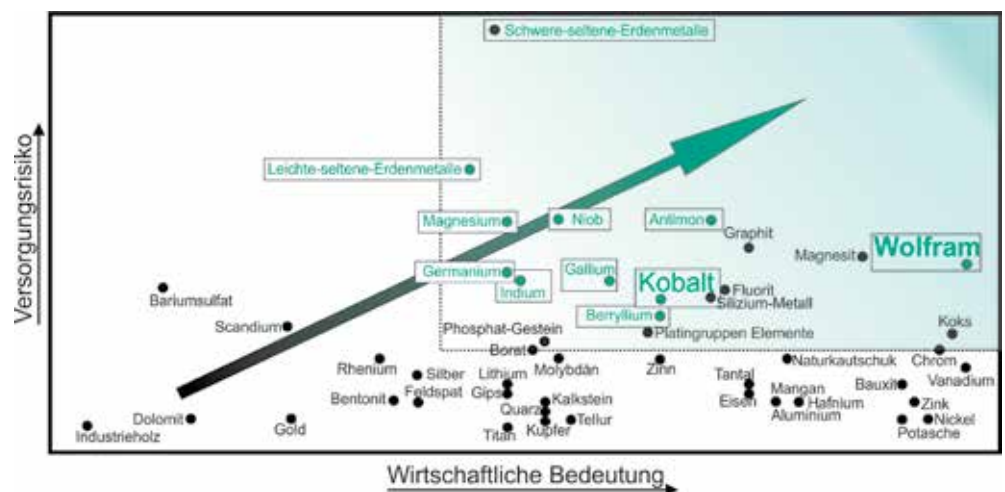 Schwere-seltene-Erdenmetalle
Versorgungsrisiko
Leichte-seltene-Erdenmetalle
Magnesium
Niob
Antimon
Graphit
Magnesit
Wolfram
Germanium
Indium
Gallium
Kobalt
Fluorit
Silizium-Metall
Bariumsulfat
Berryllium
Scandium
Phosphat-Gestein
Platingruppen Elemente
Koks
Borat
Rhenium
Molybdän
Zihn
Naturkautschuk
Chrom
Silber
Lithium
Tantal
Bauxit
Vanadium
Bentonit
Feldspat
Gips
Kalkstein
Eisen
Mangan
Hafnium
Zink
Quarz
Aluminium
Industrieholz
Dolomit
Gold
Titan
Kupfer
Tellur
Potasche
Nickel
Wirtschaftliche Bedeutung